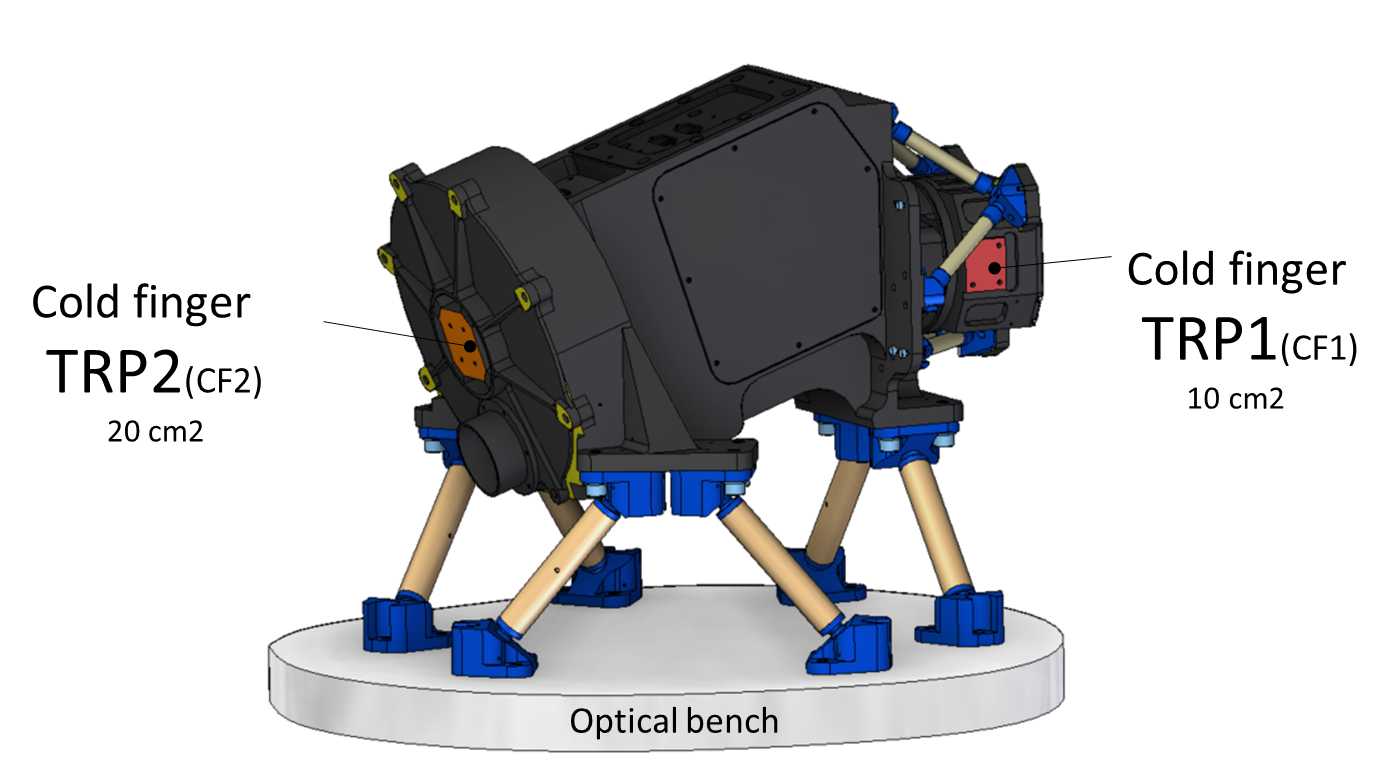 Cold finger
TRP2(CF2)
20 cm2
Cold finger
TRP1(CF1)
10 cm2
Optical bench